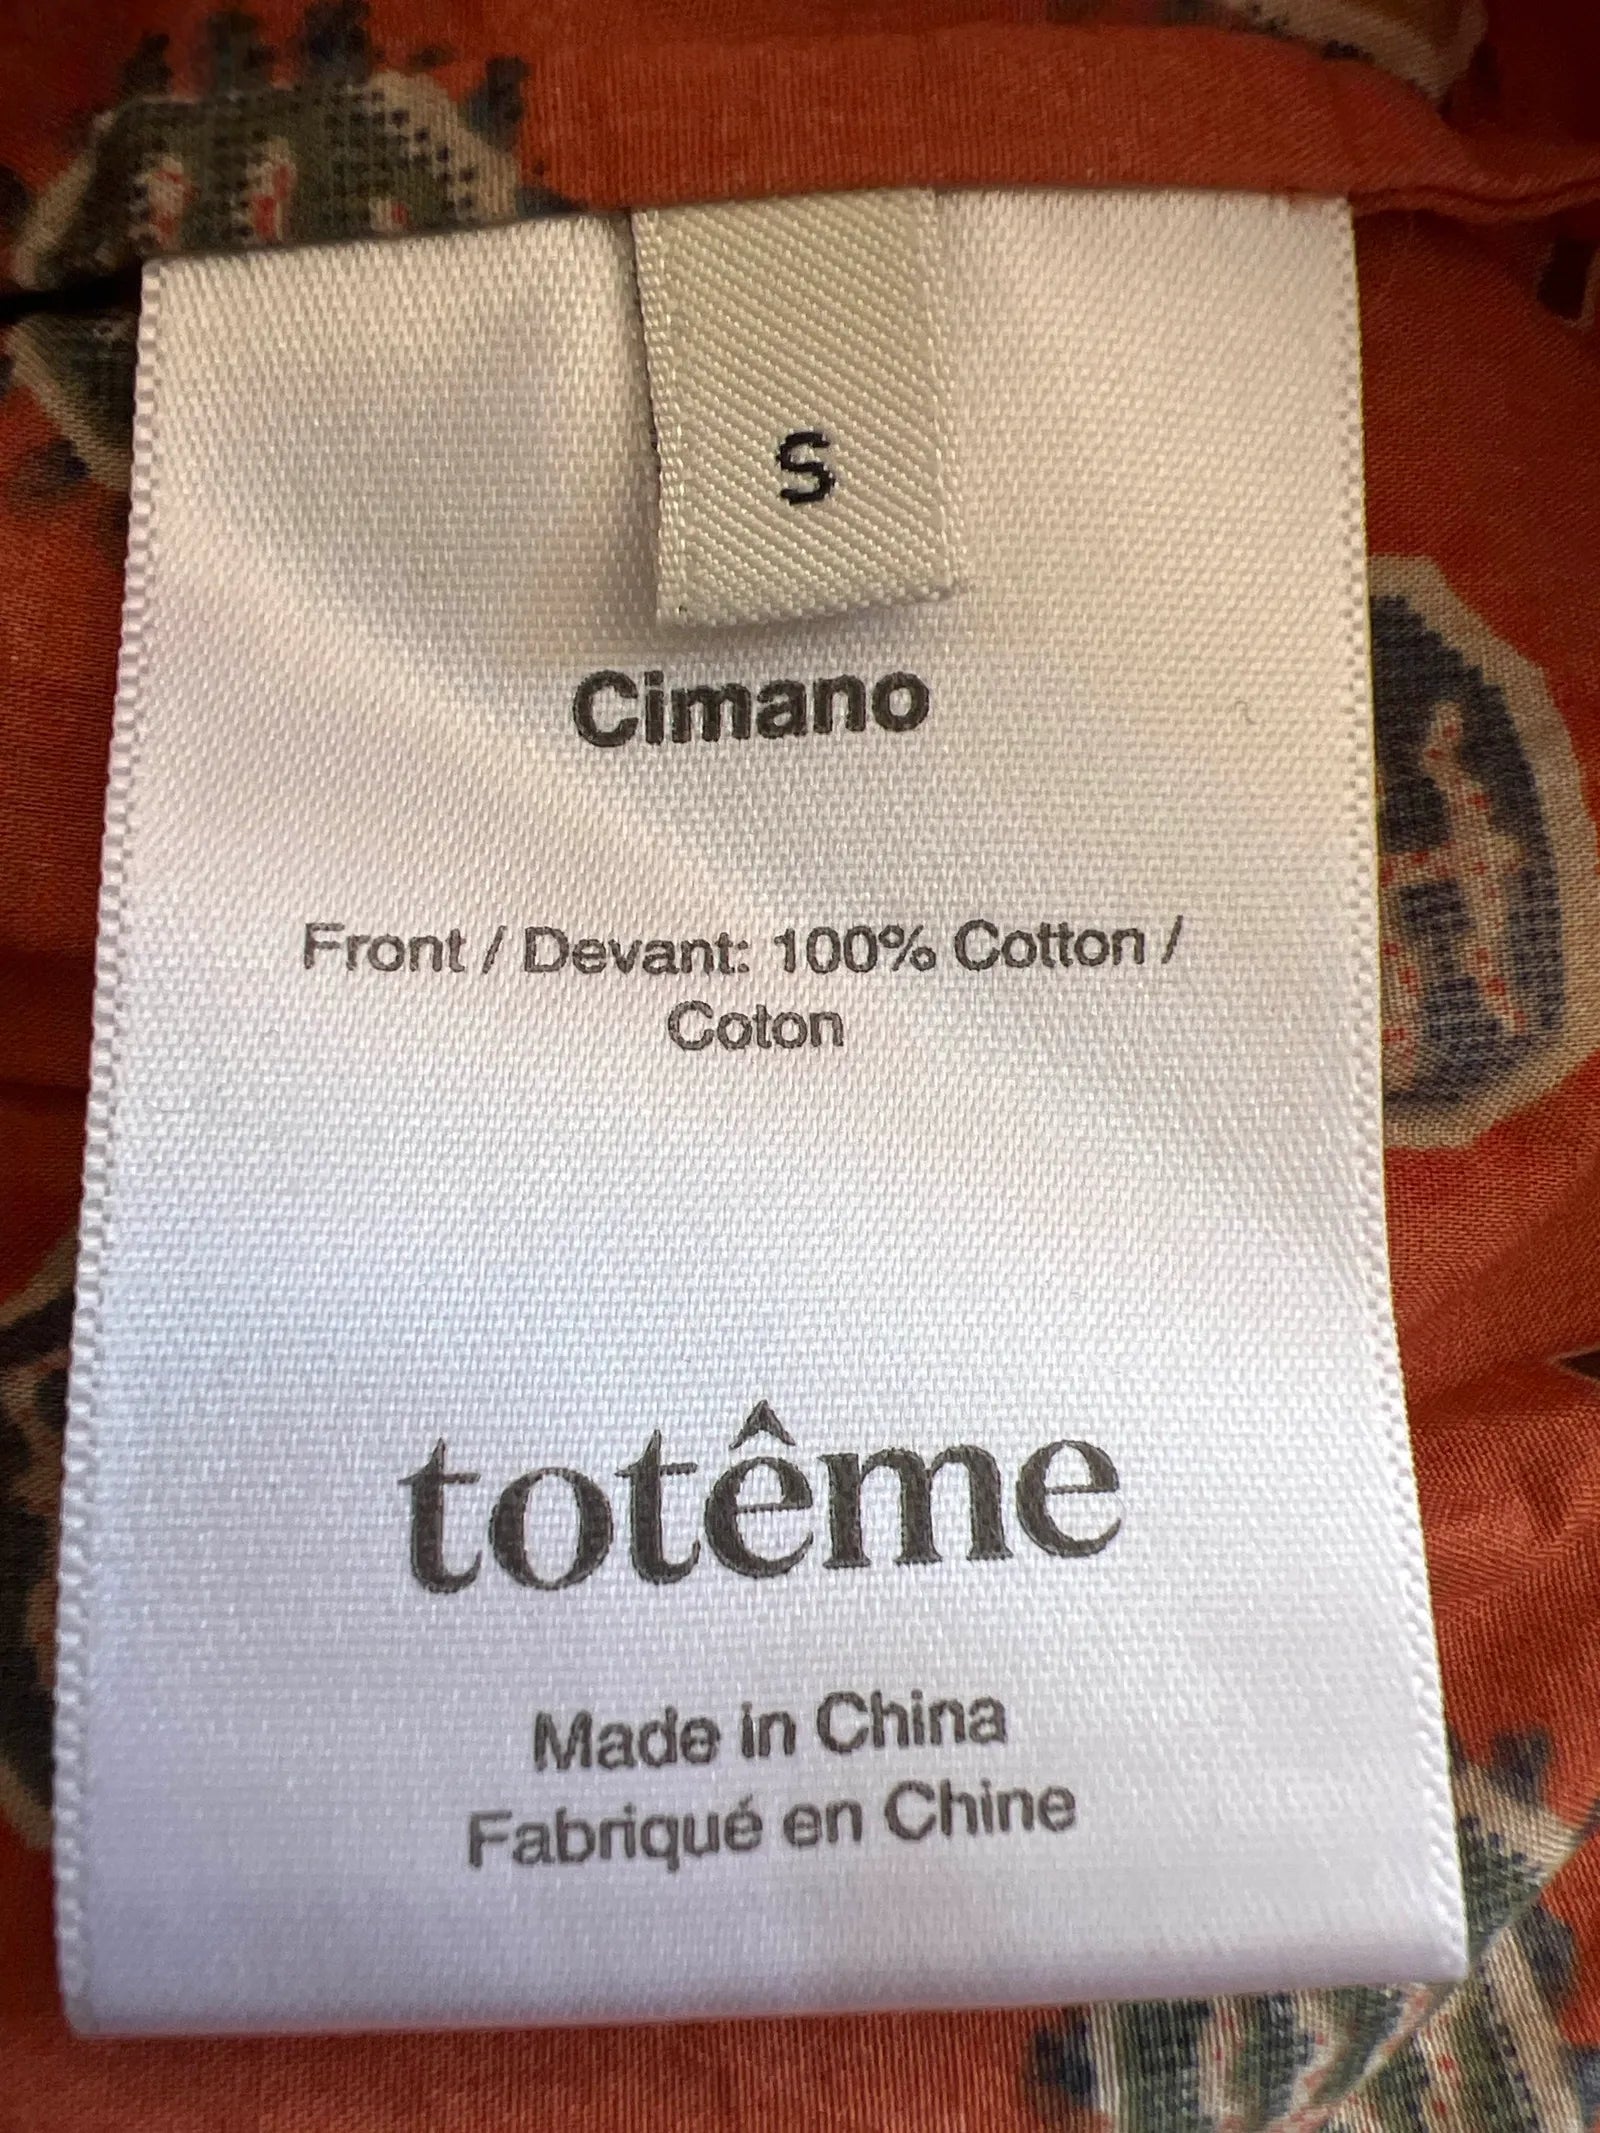 S
Cimano
Front / Devant: 100% Cotton /
Coton
totême
Made in China
Fabriqué en Chine